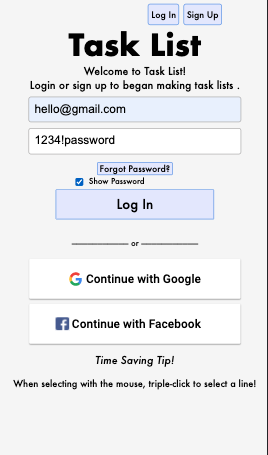 Log In Sign Up
Task List
Welcome to Task List!
Login or sign up to began making task lists .
hello@gmail.com
1234!password
Forgot Password?
Show Password
Log In
or
Continue with Google
Continue with Facebook
Time Saving Tip!
When selecting with the mouse, triple-click to select a line!